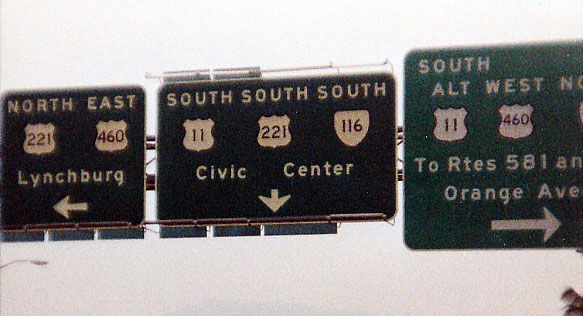 NORTH EAST
221 460
Lynchburg
SOUTH SOUTH SOUTH
11 221 116
Civic Center
SOUTH
ALT WEST
11 460
To Rtes 581
Orange Ave